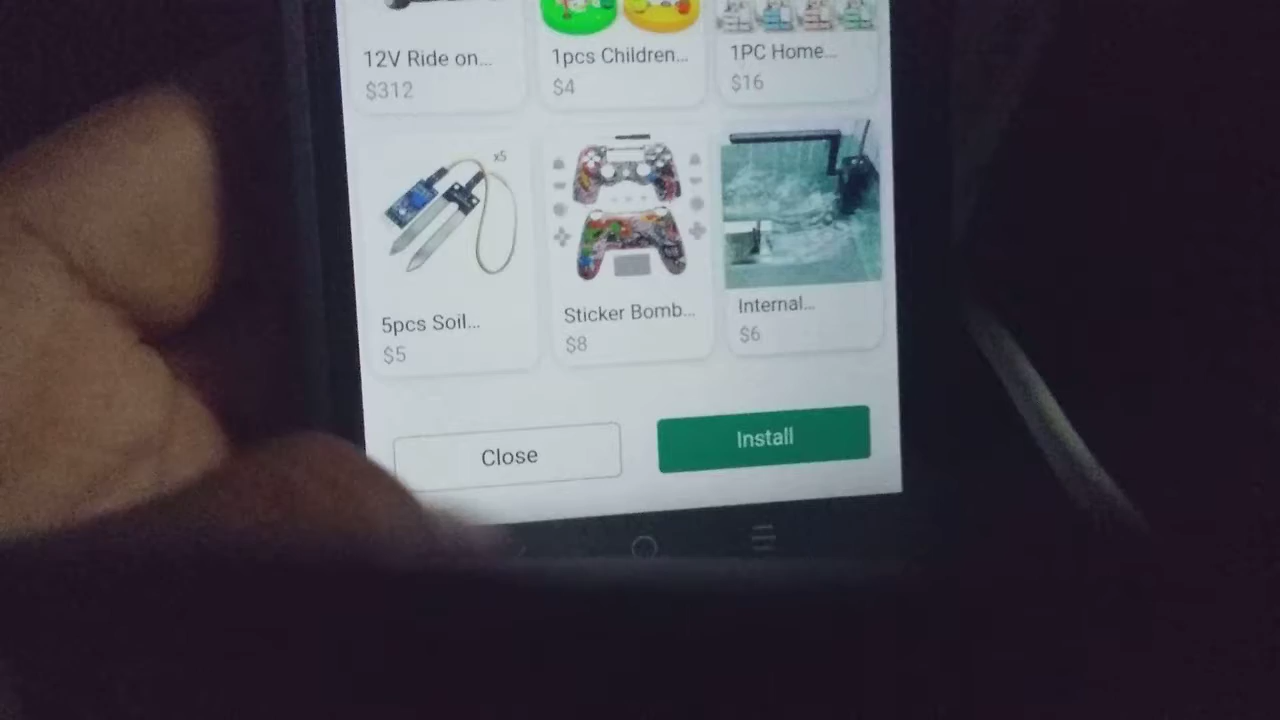 12V Ride on...
$312
1pcs Children...
$4
1PC Home...
$16
x5
5pcs Soil...
$5
Sticker Bomb...
$8
Internal...
$6
Close
Install